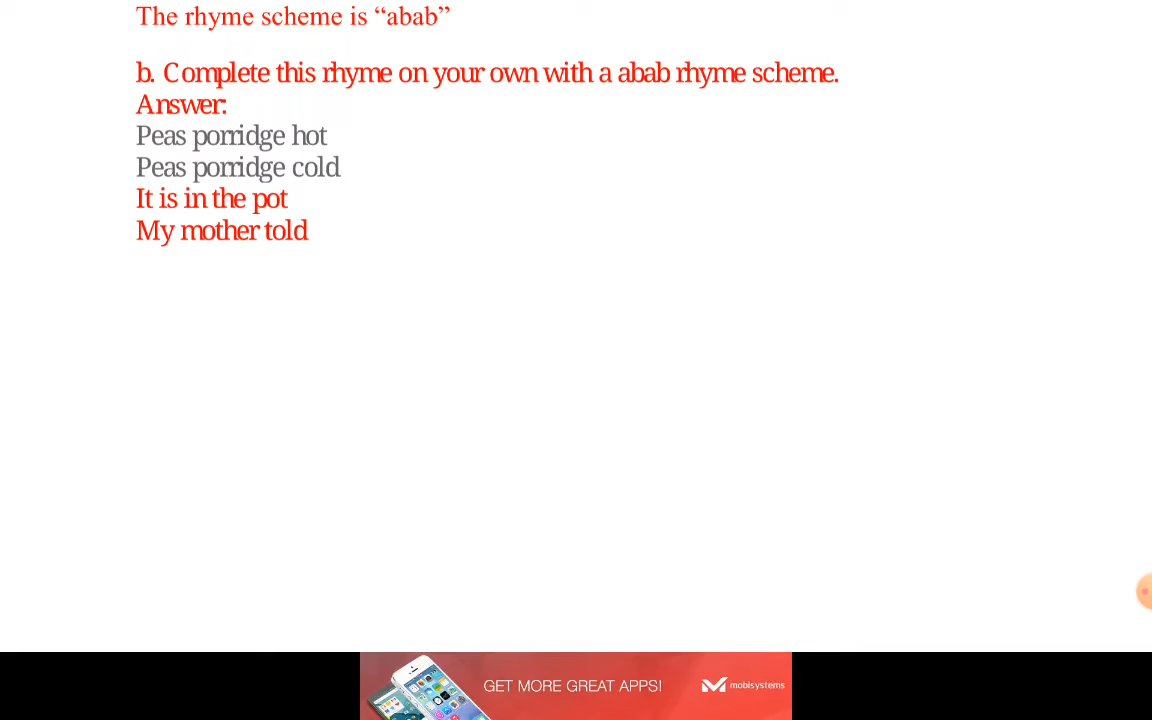 The rhyme scheme is “abab”
b. Complete this rhyme on your own with a abab rhyme scheme.
Answer:
Peas porridge hot
Peas porridge cold
It is in the pot
My mother told
GET MORE GREAT APPS!
mobisystems